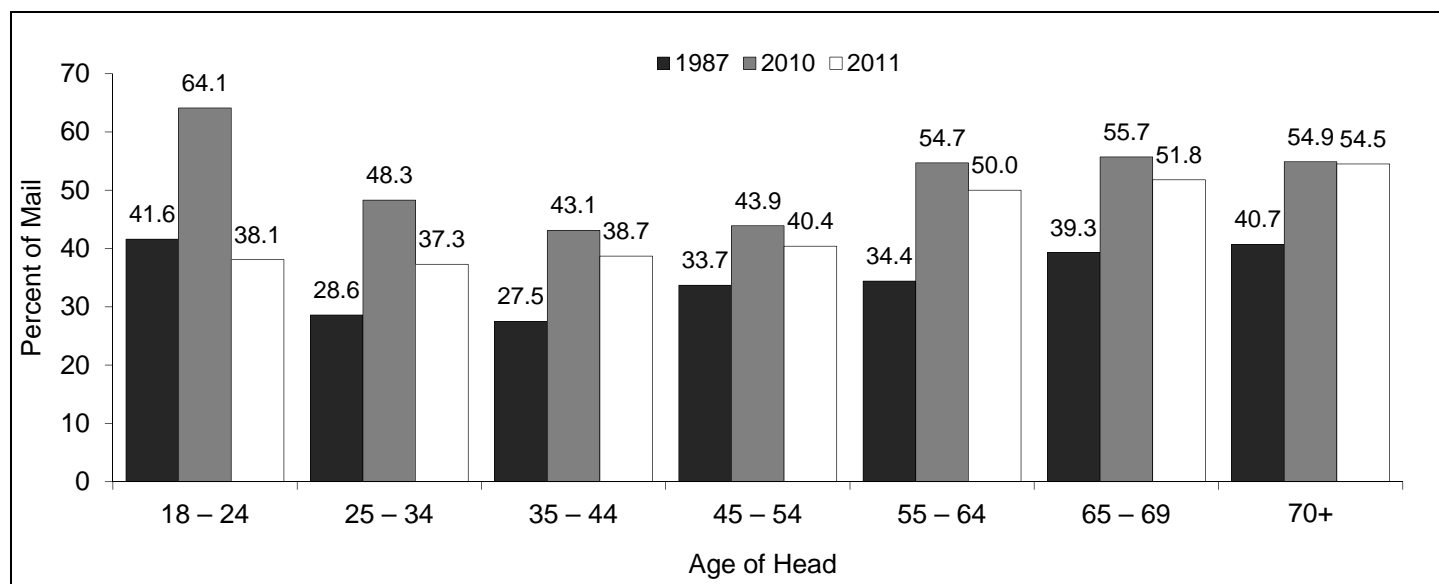 1987 2010 2011
Percent of Mail
70
60
50
40
30
20
10
0
41.6 64.1 38.1
28.6 48.3 37.3
27.5 43.1 38.7
33.7 43.9 40.4
34.4 54.7 50.0
39.3 55.7 51.8
40.7 54.9 54.5
18 – 24 25 – 34 35 – 44 45 – 54 55 – 64 65 – 69 70+
Age of Head